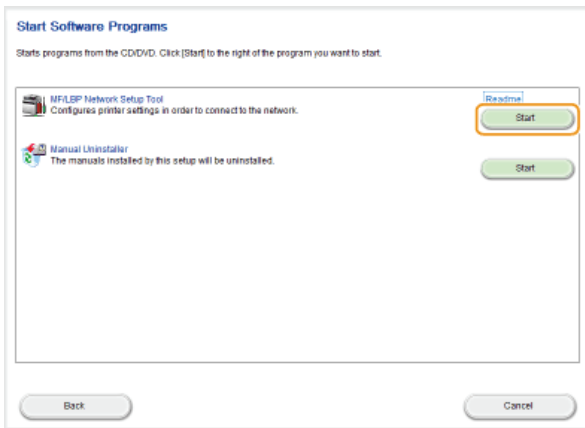 Start Software Programs
Starts programs from the CD/DVD. Click [Start] to the right of the program you want to start.
MF/LBP Network Setup Tool
Readme
Configures printer settings in order to connect to the network.
Start
Manual Uninstaller
The manuals installed by this setup will be uninstalled.
Start
Back
Cancel